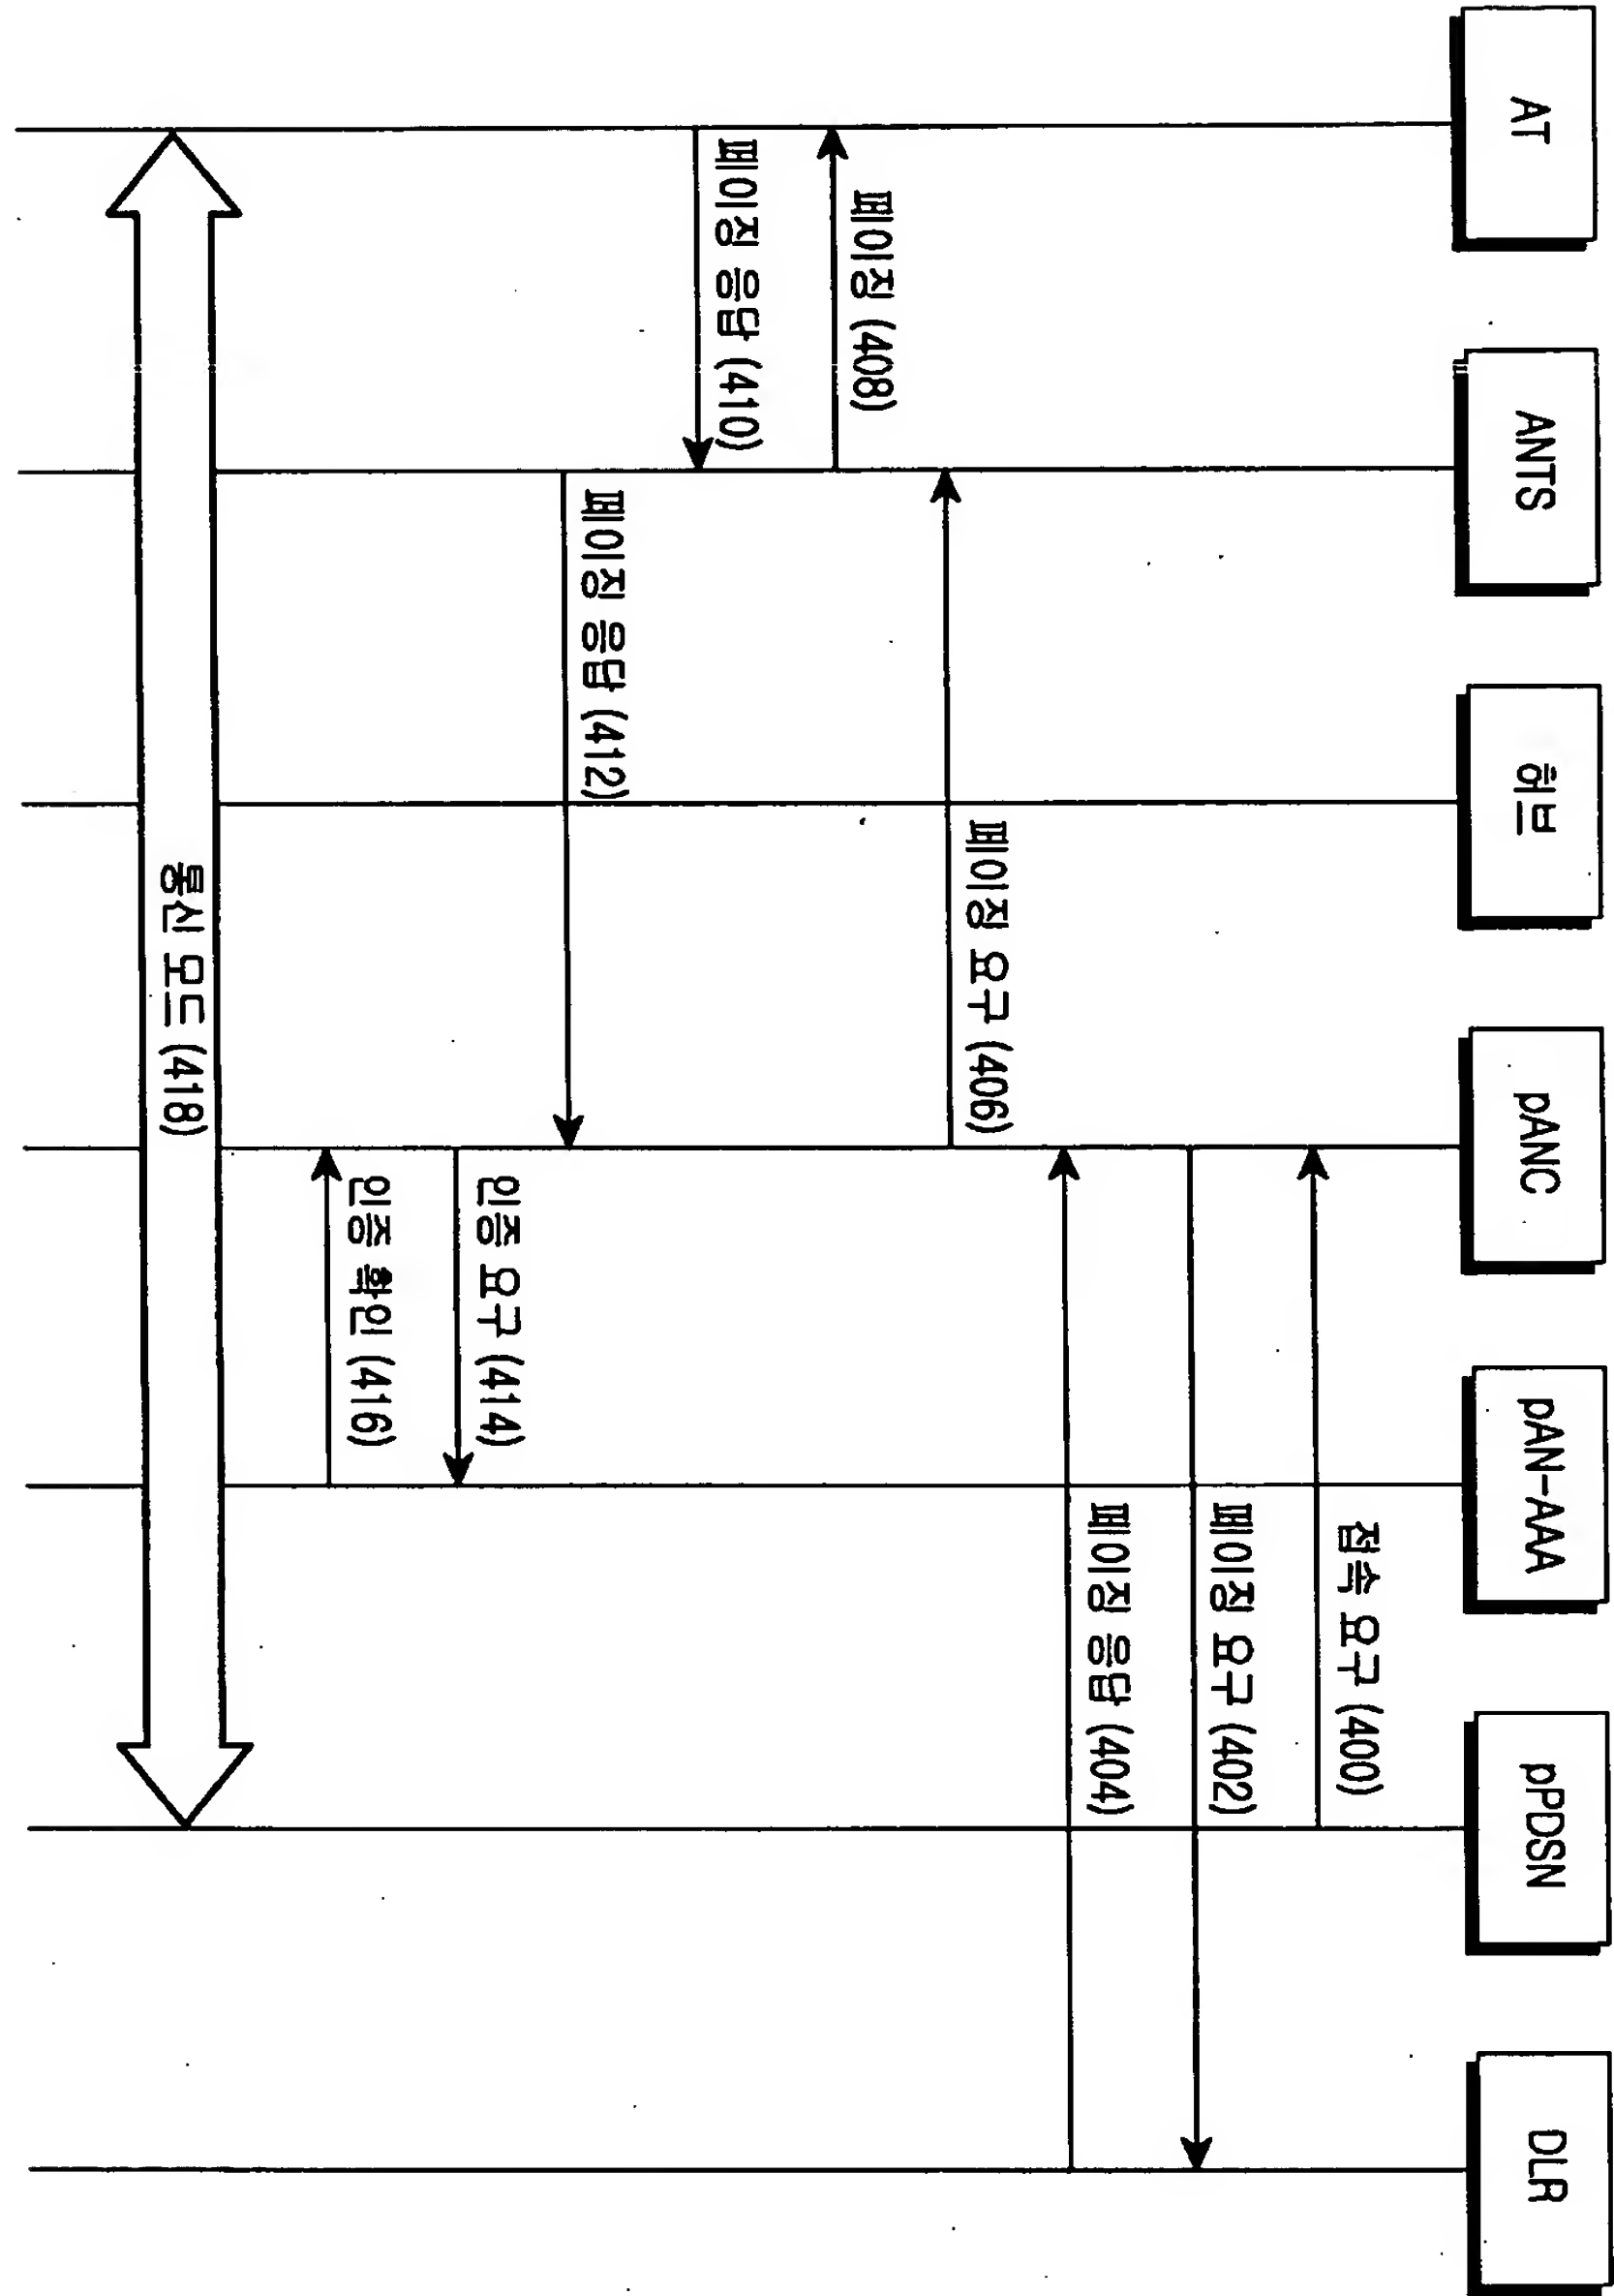 AT
ANTS
허브
pANC
pAN-AAA
pPDSN
DLR
접속 요구 (400)
페이징 요구 (402)
페이징 응답 (404)
페이징 요구 (406)
페이징 (408)
페이징 응답 (410)
페이징 응답 (412)
인증 요구 (414)
인증 확인 (416)
통신 모드 (418)